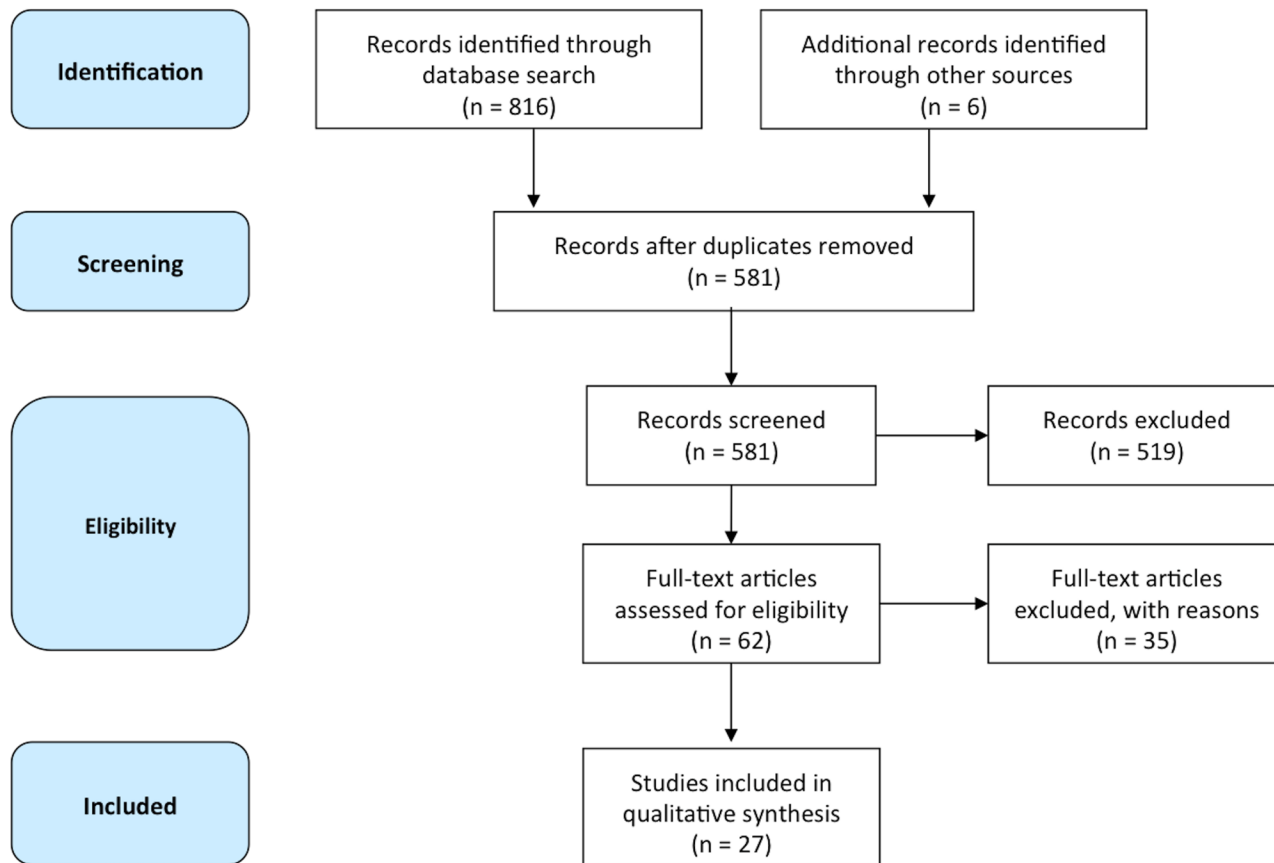 Identification
Records identified through
database search
(n = 816)
Additional records identified
through other sources
(n = 6)
Screening
Records after duplicates removed
(n = 581)
Eligibility
Records screened
(n = 581)
Records excluded
(n = 519)
Full-text articles
assessed for eligibility
(n = 62)
Full-text articles
excluded, with reasons
(n = 35)
Included
Studies included in
qualitative synthesis
(n = 27)